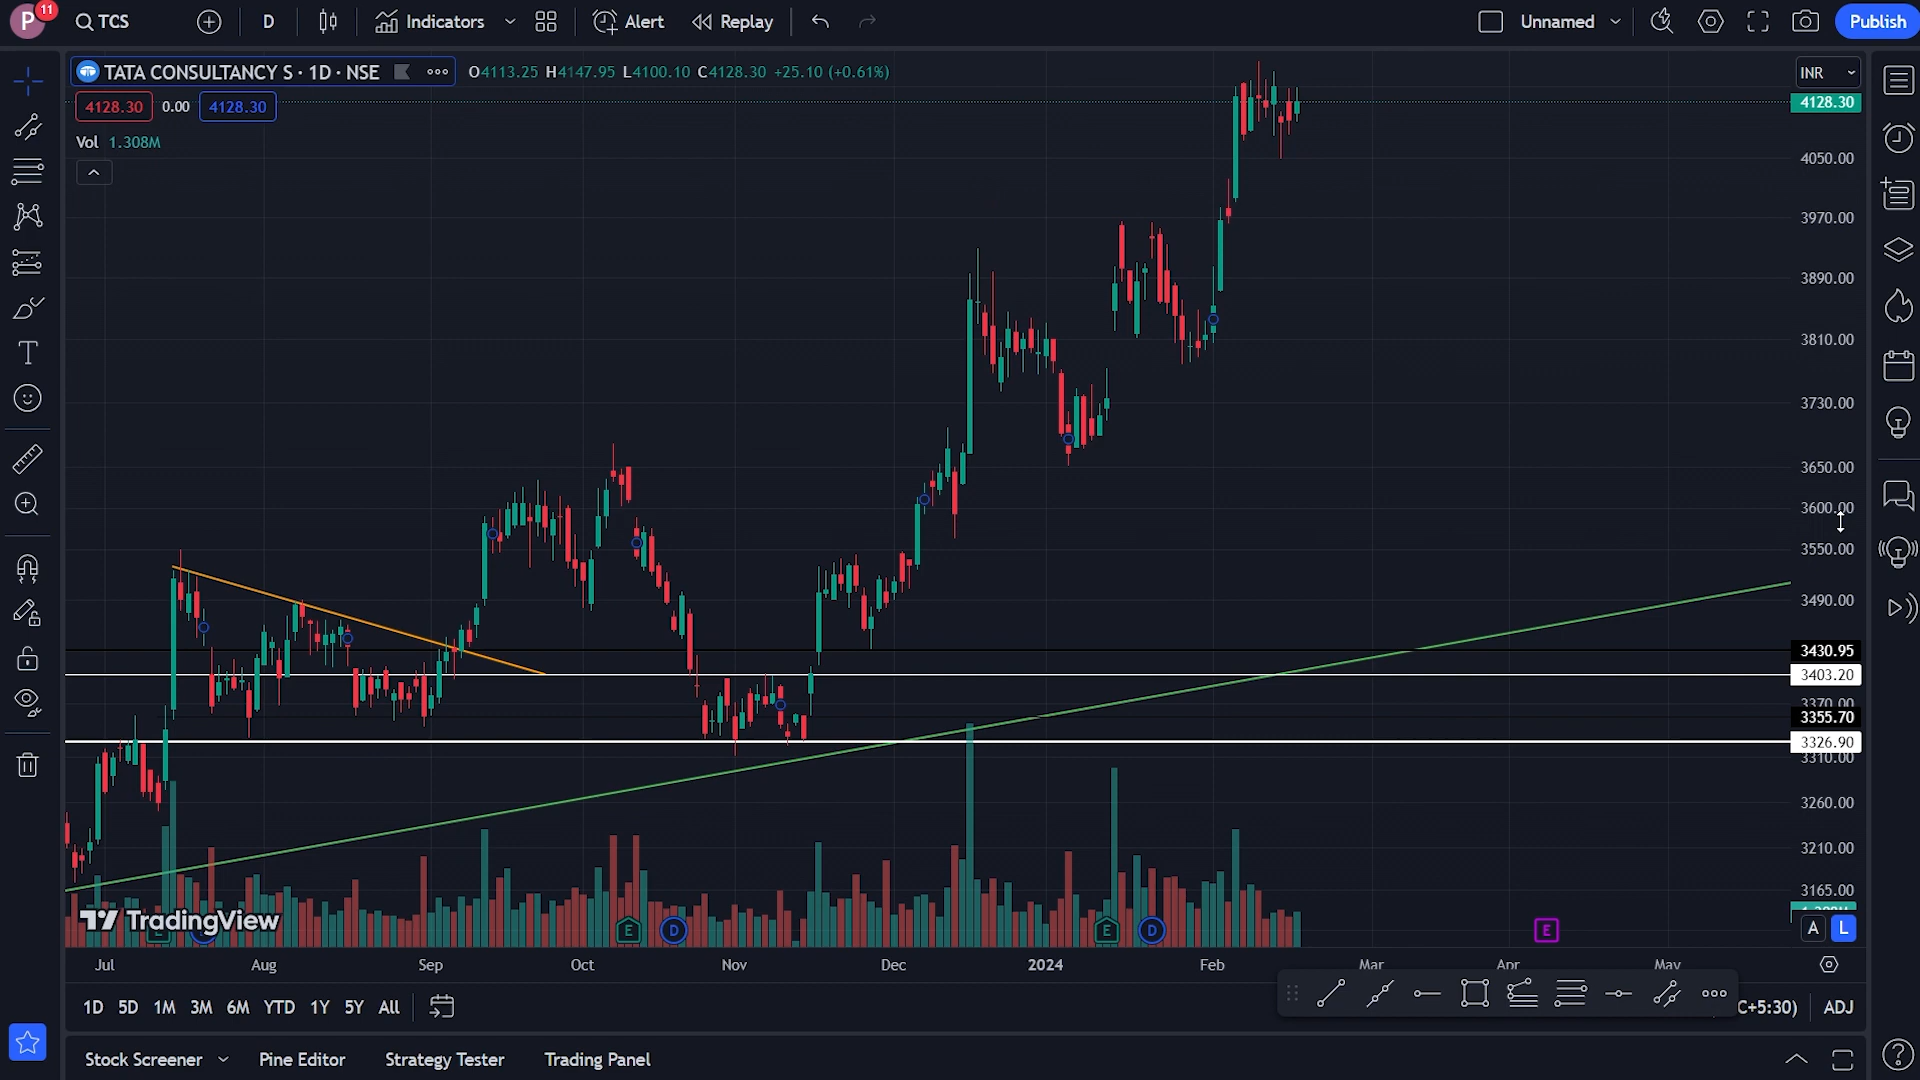 P 11 TCS D Indicators Alert Replay Unnamed Publish
TATA CONSULTANCY S · 1D · NSE O4113.25 H4147.95 L4100.10 C4128.30 +25.10 (+0.61%) INR
4128.30 0.00 4128.30
4128.30
Vol 1.308M
4050.00
3970.00
3890.00
3810.00
3730.00
3650.00
3600.00
3550.00
3490.00
3430.95
3403.20
3370.00
3355.70
3326.90
3310.00
3260.00
3210.00
3165.00
TradingView
E D E D E A L
Jul Aug Sep Oct Nov Dec 2024 Feb Mar Apr May
1D 5D 1M 3M 6M YTD 1Y 5Y All C+5:30) ADJ
Stock Screener Pine Editor Strategy Tester Trading Panel